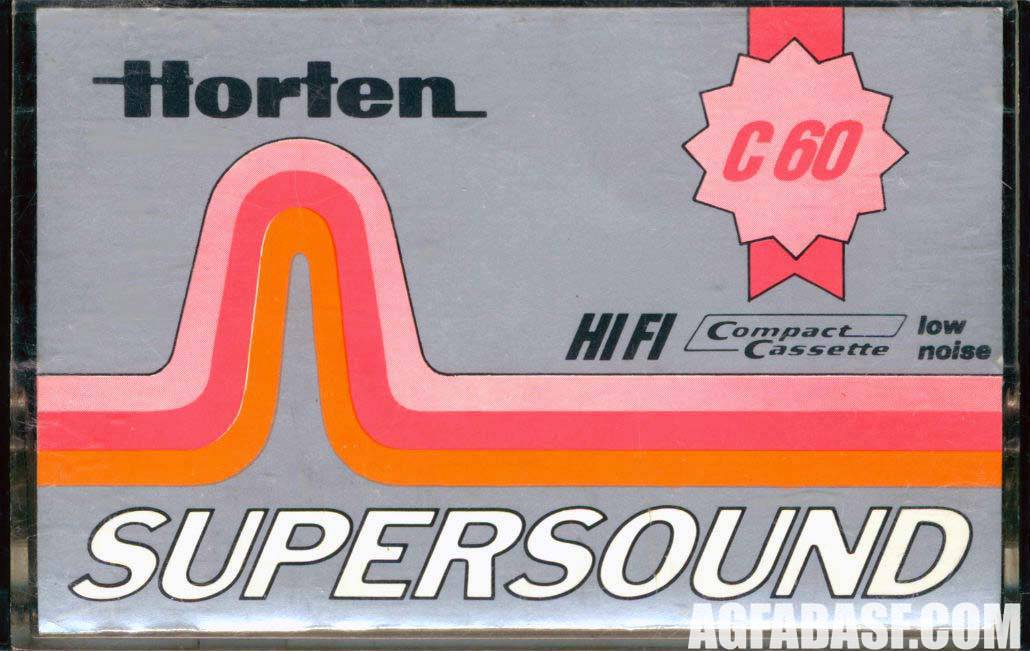 Horten
C 60
HI FI Compact Cassette low noise
SUPERSOUND
AGFABASF.COM